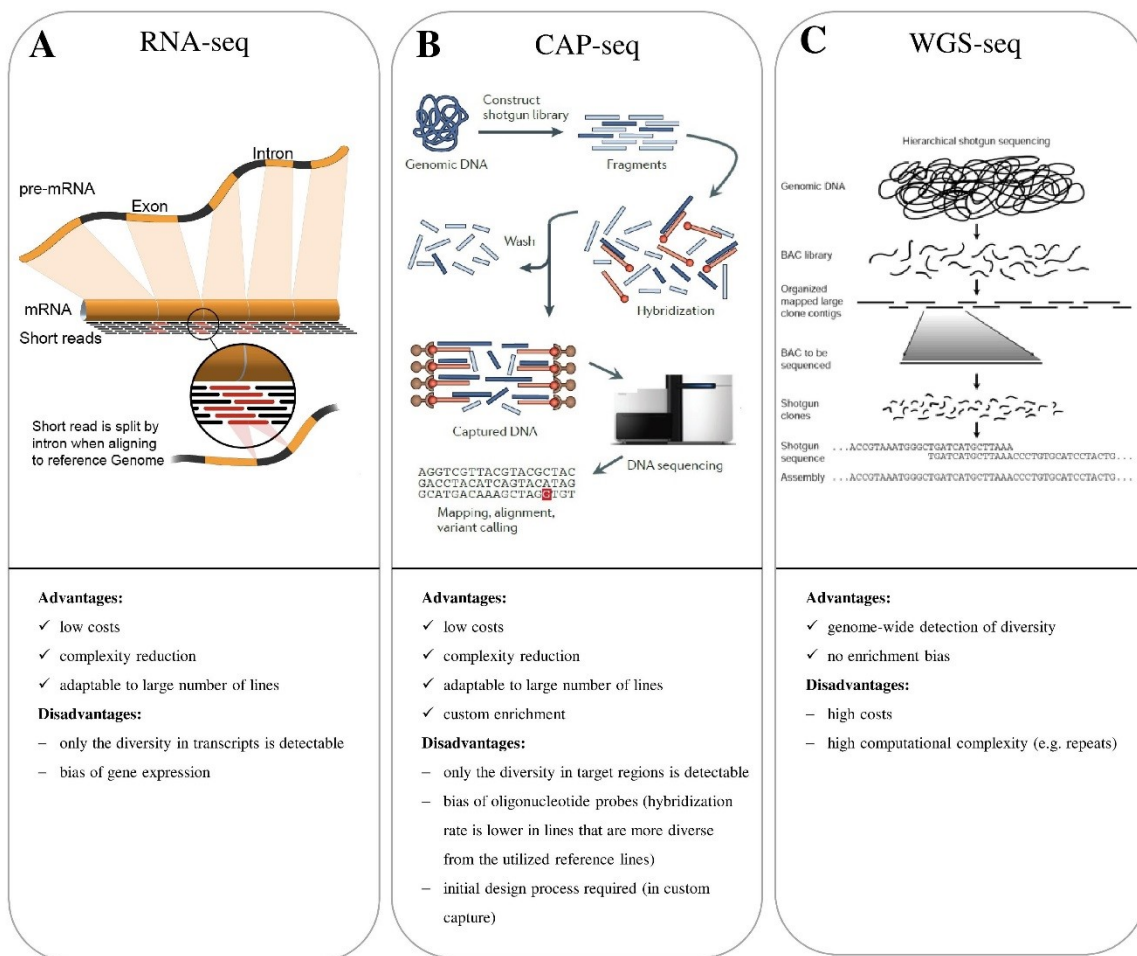 A
RNA-seq
pre-mRNA
Intron
Exon
mRNA
Short reads
Short read is split by
intron when aligning
to reference Genome
Advantages:
✓ low costs
✓ complexity reduction
✓ adaptable to large number of lines
Disadvantages:
– only the diversity in transcripts is detectable
– bias of gene expression
B
CAP-seq
Construct
shotgun library
Genomic DNA
Fragments
Wash
Hybridization
Captured DNA
DNA sequencing
AGGTCGTTACGTACGCTAC
GACCTACATCAGTACATAG
GCATGACAAAGCTAGGTGT
Mapping, alignment,
variant calling
Advantages:
✓ low costs
✓ complexity reduction
✓ adaptable to large number of lines
✓ custom enrichment
Disadvantages:
– only the diversity in target regions is detectable
– bias of oligonucleotide probes (hybridization
rate is lower in lines that are more diverse
from the utilized reference lines)
– initial design process required (in custom
capture)
C
WGS-seq
Hierarchical shotgun sequencing
Genomic DNA
BAC library
Organized
mapped large
clone contigs
BAC to be
sequenced
Shotgun
clones
Shotgun
sequence
...ACCGTAAATGGGCTGATCATGCTTAAA
TGATCATGCTTAAACCCTGTGCATCCTACTG...
Assembly
...ACCGTAAATGGGCTGATCATGCTTAAACCCTGTGCATCCTACTG...
Advantages:
✓ genome-wide detection of diversity
✓ no enrichment bias
Disadvantages:
– high costs
– high computational complexity (e.g. repeats)